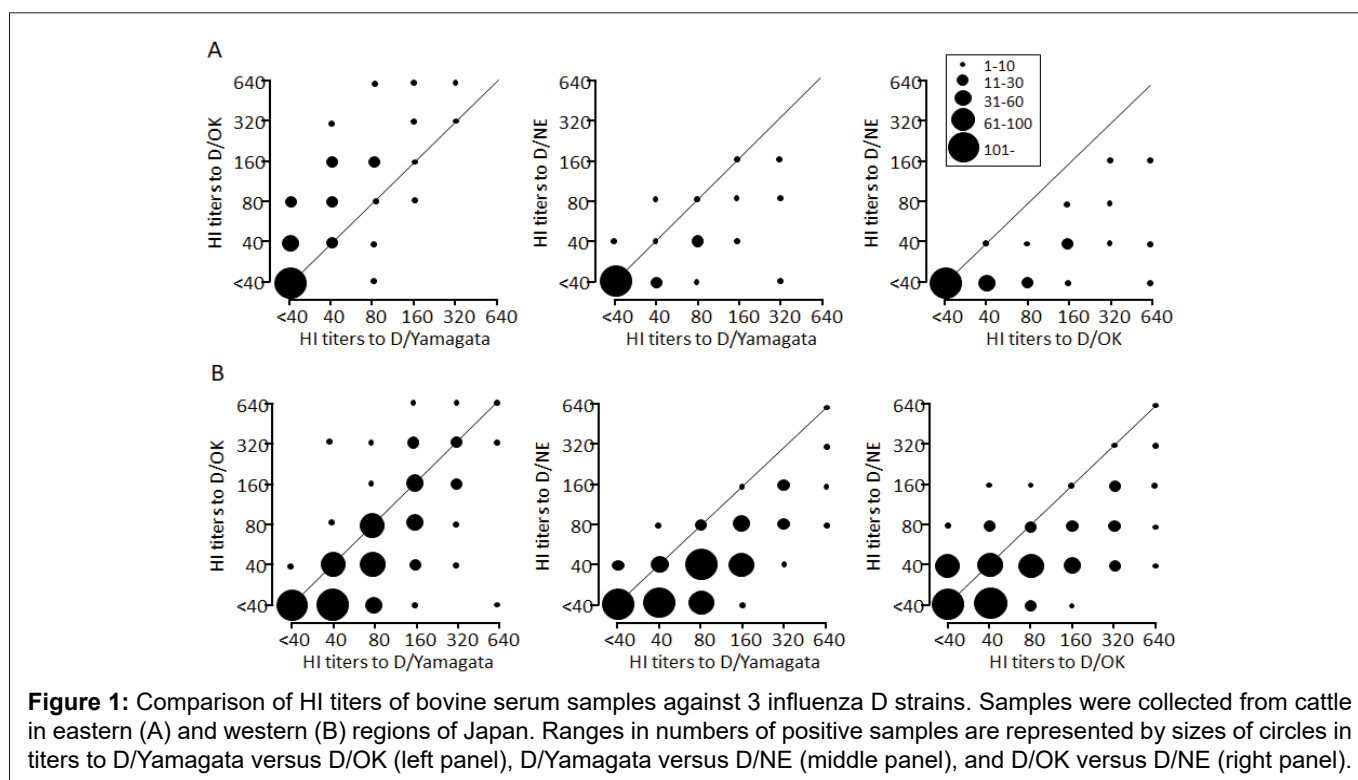 A
HI titers to D/OK
640
320
160
80
40
<40
<40 40 80 160 320 640
HI titers to D/Yamagata
HI titers to D/NE
640
320
160
80
40
<40
<40 40 80 160 320 640
HI titers to D/Yamagata
HI titers to D/NE
640
320
160
80
40
<40
<40 40 80 160 320 640
HI titers to D/OK
1-10
11-30
31-60
61-100
101-
B
HI titers to D/OK
640
320
160
80
40
<40
<40 40 80 160 320 640
HI titers to D/Yamagata
HI titers to D/NE
640
320
160
80
40
<40
<40 40 80 160 320 640
HI titers to D/Yamagata
HI titers to D/NE
640
320
160
80
40
<40
<40 40 80 160 320 640
HI titers to D/OK
Figure 1: Comparison of HI titers of bovine serum samples against 3 influenza D strains. Samples were collected from cattle
in eastern (A) and western (B) regions of Japan. Ranges in numbers of positive samples are represented by sizes of circles in
titers to D/Yamagata versus D/OK (left panel), D/Yamagata versus D/NE (middle panel), and D/OK versus D/NE (right panel).